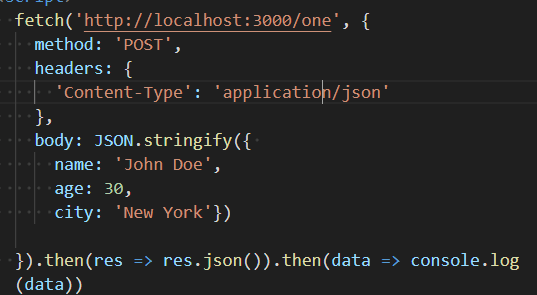 fetch('http://localhost:3000/one', {
method: 'POST',
headers: {
'Content-Type': 'application/json'
},
body: JSON.stringify({
name: 'John Doe',
age: 30,
city: 'New York'})
}).then(res => res.json()).then(data => console.log
(data))